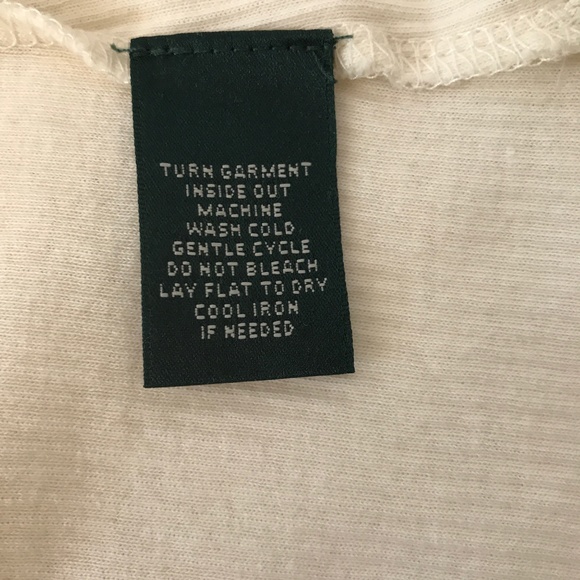 TURN GARMENT
INSIDE OUT
MACHINE
WASH COLD
GENTLE CYCLE
DO NOT BLEACH
LAY FLAT TO DRY
COOL IRON
IF NEEDED